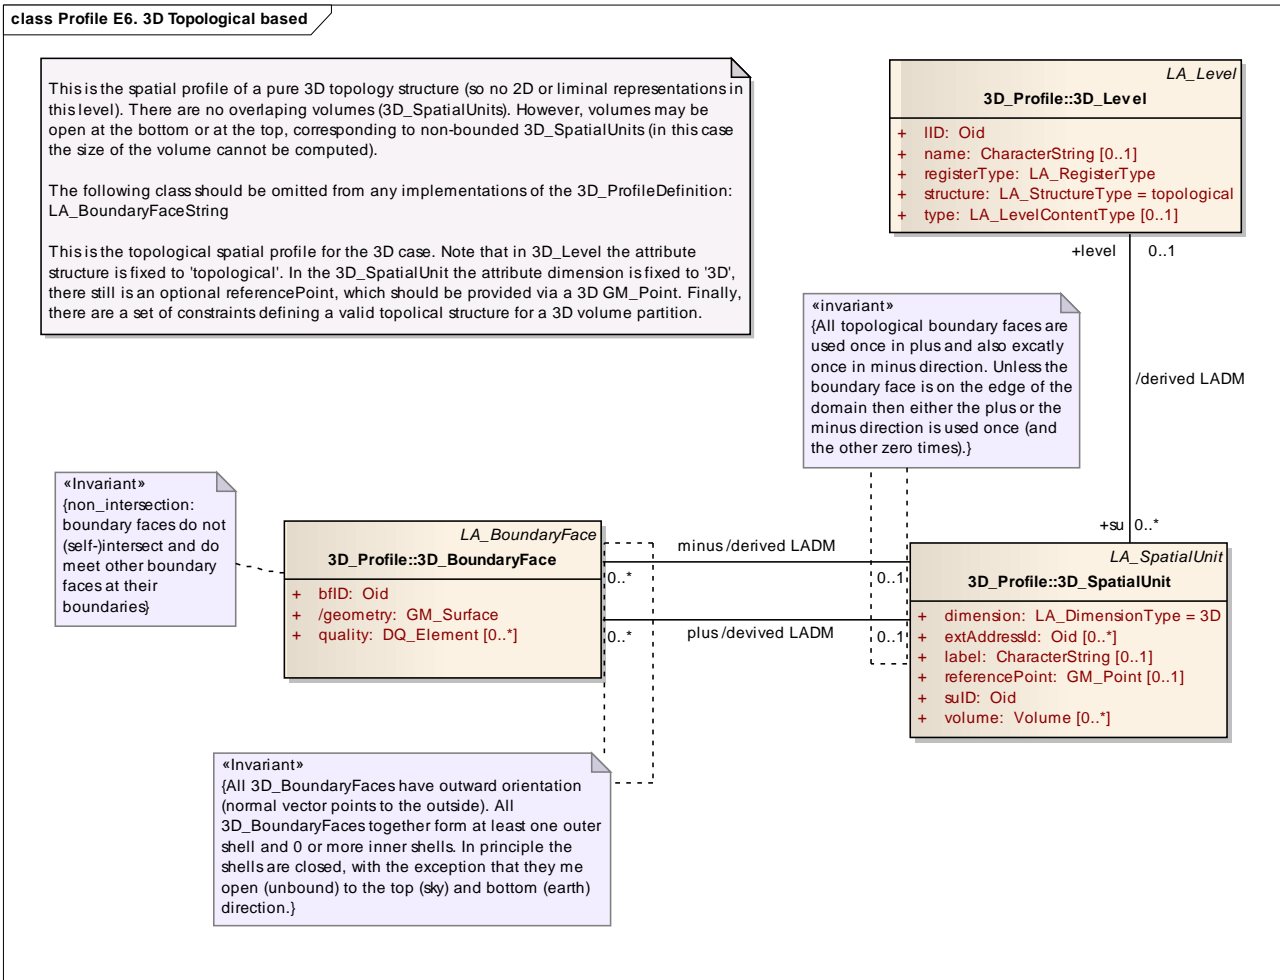 class Profile E6. 3D Topological based
This is the spatial profile of a pure 3D topology structure (so no 2D or liminal representations in
this level). There are no overlaping volumes (3D_SpatialUnits). However, volumes may be
open at the bottom or at the top, corresponding to non-bounded 3D_SpatialUnits (in this case
the size of the volume cannot be computed).
The following class should be omitted from any implementations of the 3D_ProfileDefinition:
LA_BoundaryFaceString
This is the topological spatial profile for the 3D case. Note that in 3D_Level the attribute
structure is fixed to 'topological'. In the 3D_SpatialUnit the attribute dimension is fixed to '3D',
there still is an optional referencePoint, which should be provided via a 3D GM_Point. Finally,
there are a set of constraints defining a valid topolical structure for a 3D volume partition.
LA_Level
3D_Profile::3D_Level
+ lID: Oid
+ name: CharacterString [0..1]
+ registerType: LA_RegisterType
+ structure: LA_StructureType = topological
+ type: LA_LevelContentType [0..1]
+level 0..1
/derived LADM
+su 0..*
«invariant»
{All topological boundary faces are
used once in plus and also excatly
once in minus direction. Unless the
boundary face is on the edge of the
domain then either the plus or the
minus direction is used once (and
the other zero times).}
«Invariant»
{non_intersection:
boundary faces do not
(self-)intersect and do
meet other boundary
faces at their
boundaries}
LA_BoundaryFace
3D_Profile::3D_BoundaryFace
+ bfID: Oid
+ /geometry: GM_Surface
+ quality: DQ_Element [0..*]
minus /derived LADM
0..* 0..1
plus /devived LADM
0..* 0..1
LA_SpatialUnit
3D_Profile::3D_SpatialUnit
+ dimension: LA_DimensionType = 3D
+ extAddressId: Oid [0..*]
+ label: CharacterString [0..1]
+ referencePoint: GM_Point [0..1]
+ suID: Oid
+ volume: Volume [0..*]
«Invariant»
{All 3D_BoundaryFaces have outward orientation
(normal vector points to the outside). All
3D_BoundaryFaces together form at least one outer
shell and 0 or more inner shells. In principle the
shells are closed, with the exception that they me
open (unbound) to the top (sky) and bottom (earth)
direction.}